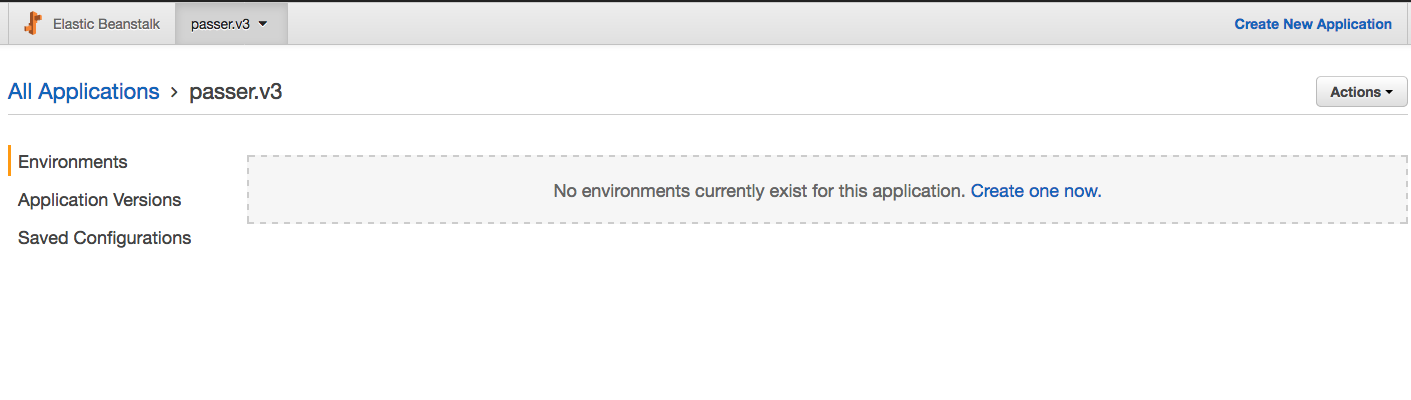 Elastic Beanstalk passer.v3 Create New Application
All Applications › passer.v3 Actions
Environments
No environments currently exist for this application. Create one now.
Application Versions
Saved Configurations